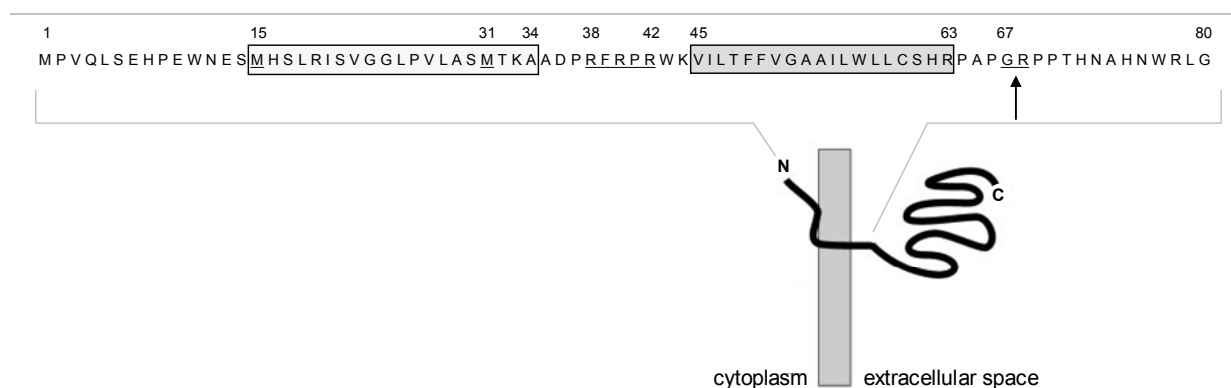 1 15 31 34 38 42 45 63 67 80
M P V Q L S E H P E W N E S M H S L R I S V G G L P V L A S M T K A A D P R F R P R W K V I L T F F V G A A I L W L L C S H R P A P G R P P T H N A H N W R L G
N
C
cytoplasm extracellular space